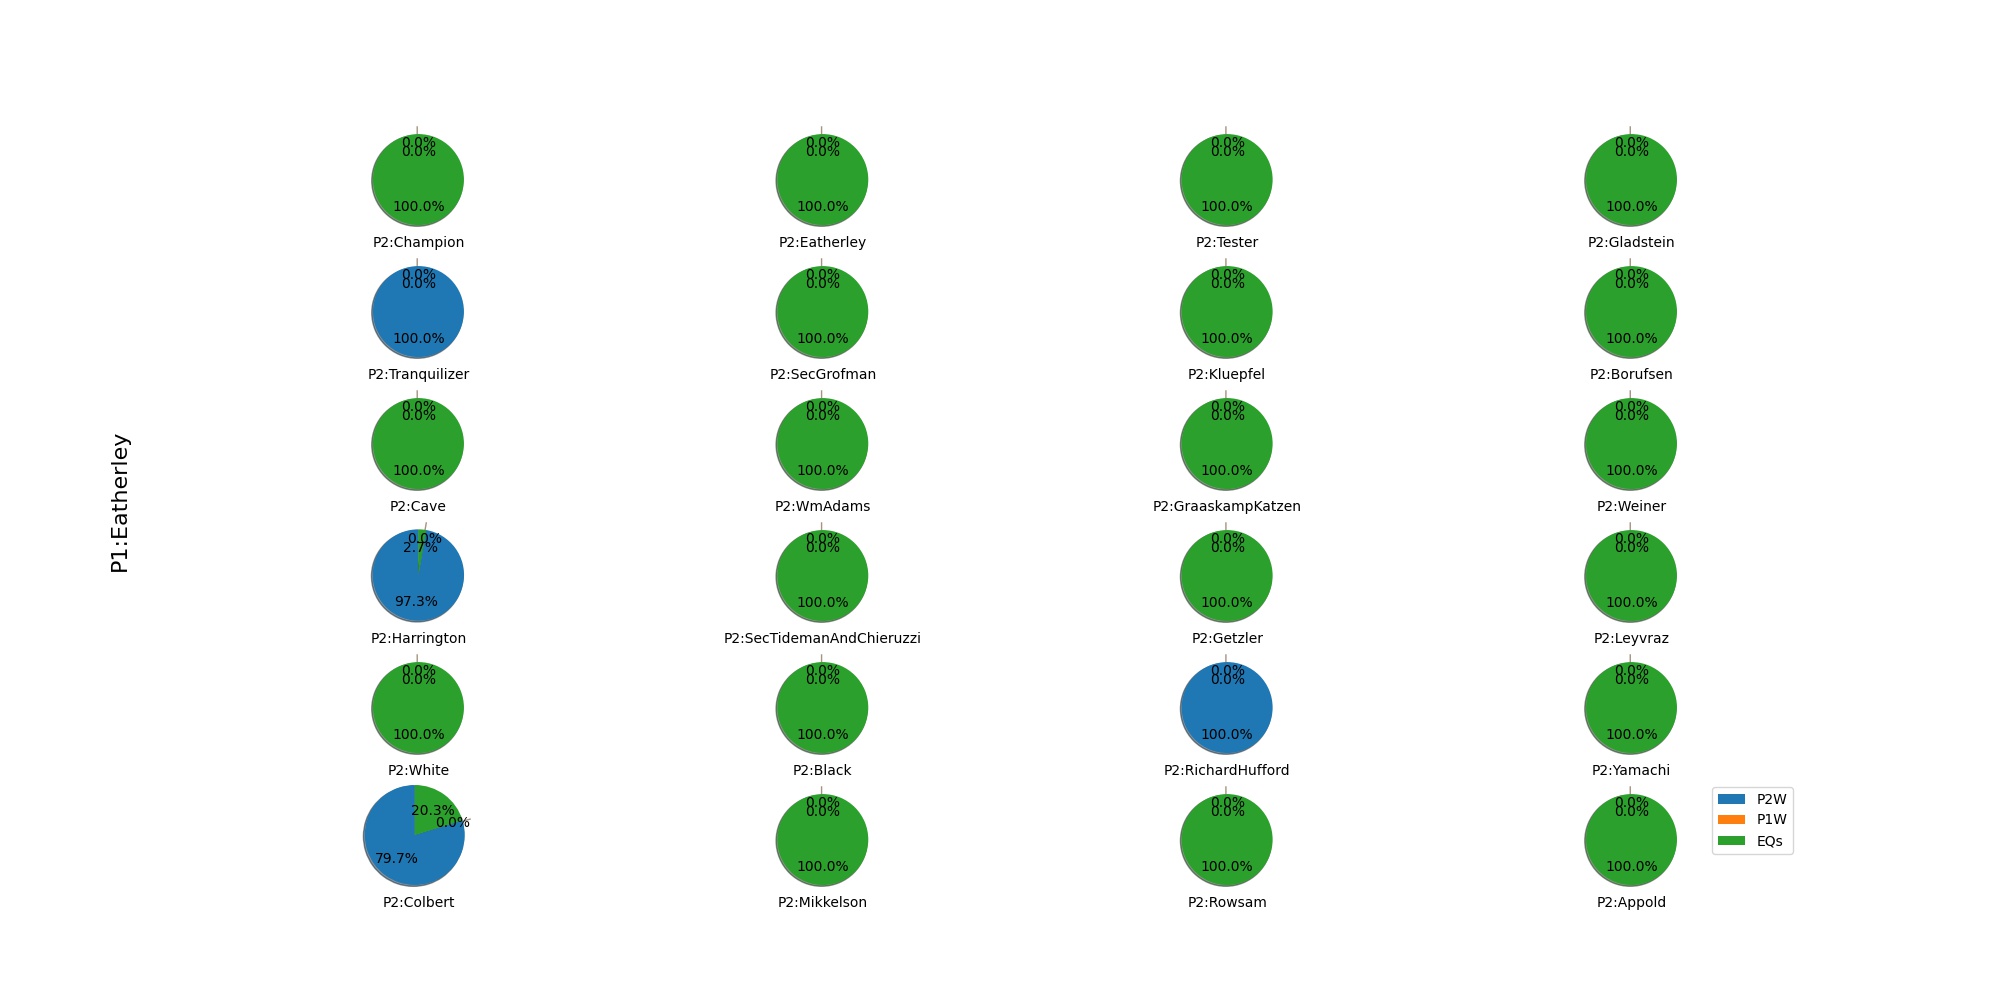 P1:Eatherley
0.0%
0.0%
100.0%
P2:Champion
0.0%
0.0%
100.0%
P2:Eatherley
0.0%
0.0%
100.0%
P2:Tester
0.0%
0.0%
100.0%
P2:Gladstein
0.0%
0.0%
100.0%
P2:Tranquilizer
0.0%
0.0%
100.0%
P2:SecGrofman
0.0%
0.0%
100.0%
P2:Kluepfel
0.0%
0.0%
100.0%
P2:Borufsen
0.0%
0.0%
100.0%
P2:Cave
0.0%
0.0%
100.0%
P2:WmAdams
0.0%
0.0%
100.0%
P2:GraaskampKatzen
0.0%
0.0%
100.0%
P2:Weiner
0.0%
2.7%
97.3%
P2:Harrington
0.0%
0.0%
100.0%
P2:SecTidemanAndChieruzzi
0.0%
0.0%
100.0%
P2:Getzler
0.0%
0.0%
100.0%
P2:Leyvraz
0.0%
0.0%
100.0%
P2:White
0.0%
0.0%
100.0%
P2:Black
0.0%
0.0%
100.0%
P2:RichardHufford
0.0%
0.0%
100.0%
P2:Yamachi
20.3%
0.0%
79.7%
P2:Colbert
0.0%
0.0%
100.0%
P2:Mikkelson
0.0%
0.0%
100.0%
P2:Rowsam
0.0%
0.0%
100.0%
P2:Appold
P2W
P1W
EQs